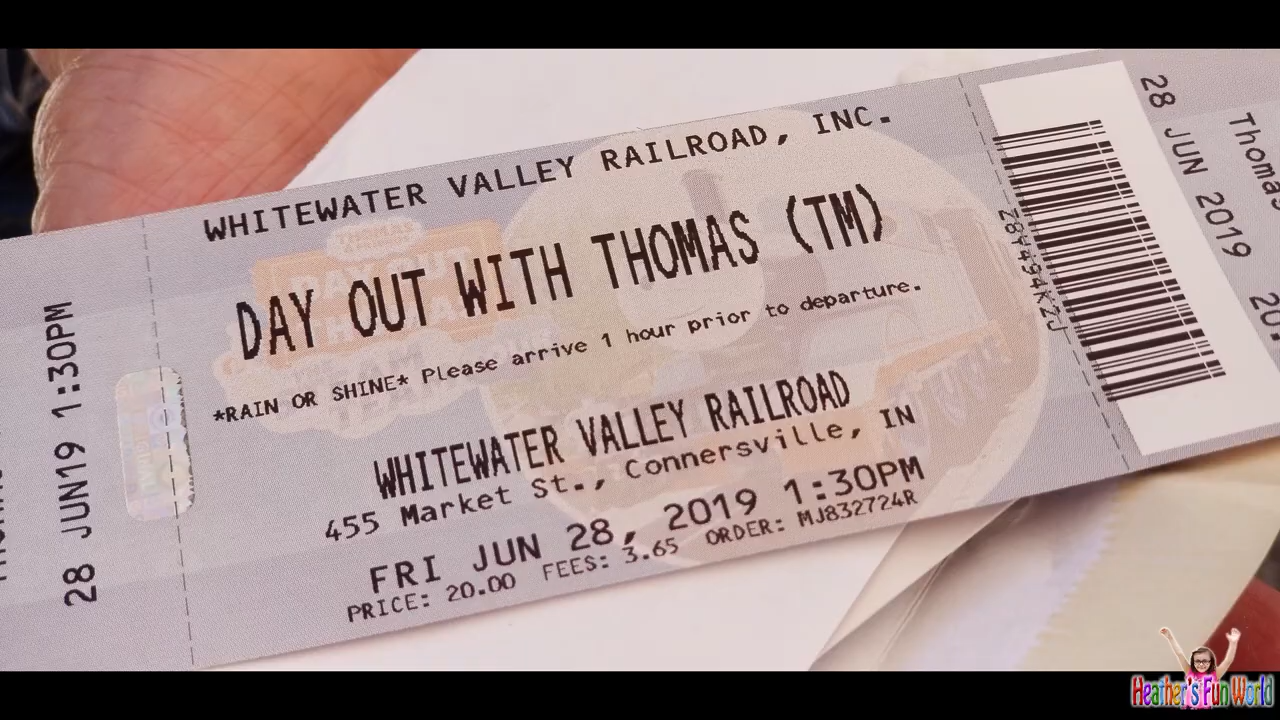 WHITEWATER VALLEY RAILROAD, INC.
DAY OUT WITH THOMAS (TM)
*RAIN OR SHINE* Please arrive 1 hour prior to departure.
WHITEWATER VALLEY RAILROAD
455 Market St., Connersville, IN
FRI JUN 28, 2019 1:30PM
PRICE: 20.00 FEES: 3.65 ORDER: MJ832724R
28 JUN19 1:30PM
28 JUN 2019
Thomas
20.
Heather's Fun World